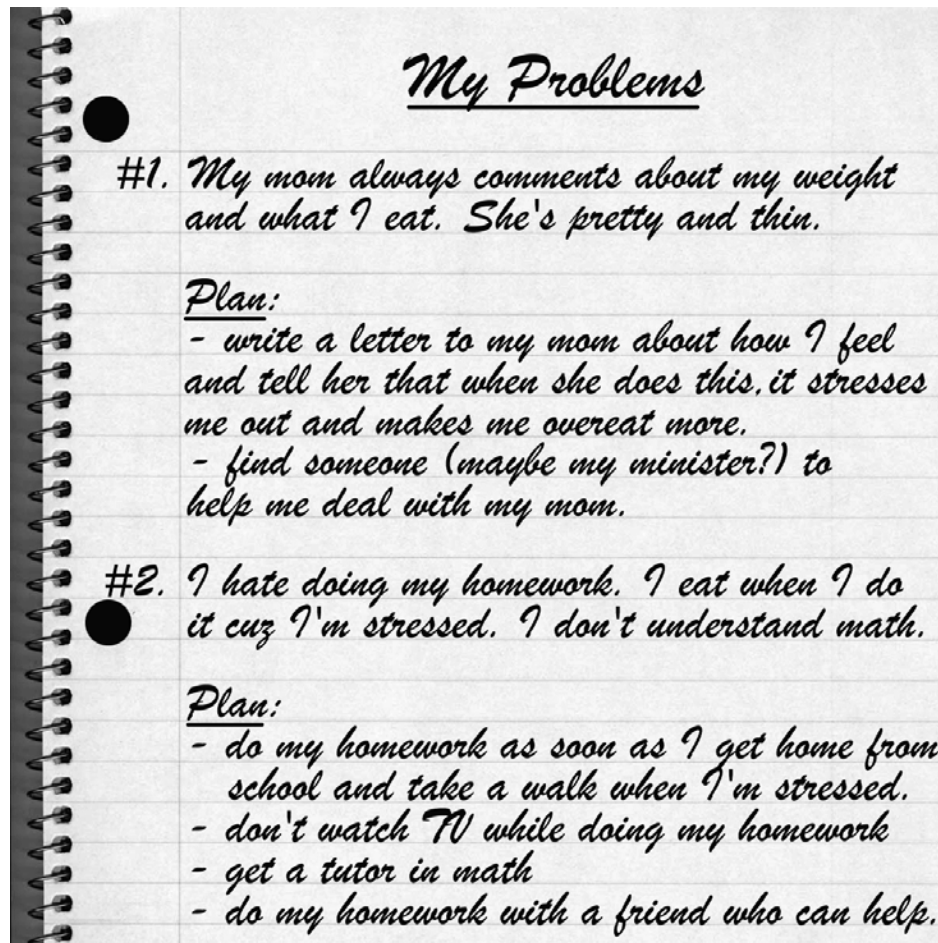 My Problems
#1. My mom always comments about my weight
and what I eat. She's pretty and thin.
Plan:
- write a letter to my mom about how I feel
and tell her that when she does this, it stresses
me out and makes me overeat more.
- find someone (maybe my minister?) to
help me deal with my mom.
#2. I hate doing my homework. I eat when I do
it cuz I'm stressed. I don't understand math.
Plan:
- do my homework as soon as I get home from
school and take a walk when I'm stressed.
- don't watch TV while doing my homework
- get a tutor in math
- do my homework with a friend who can help.